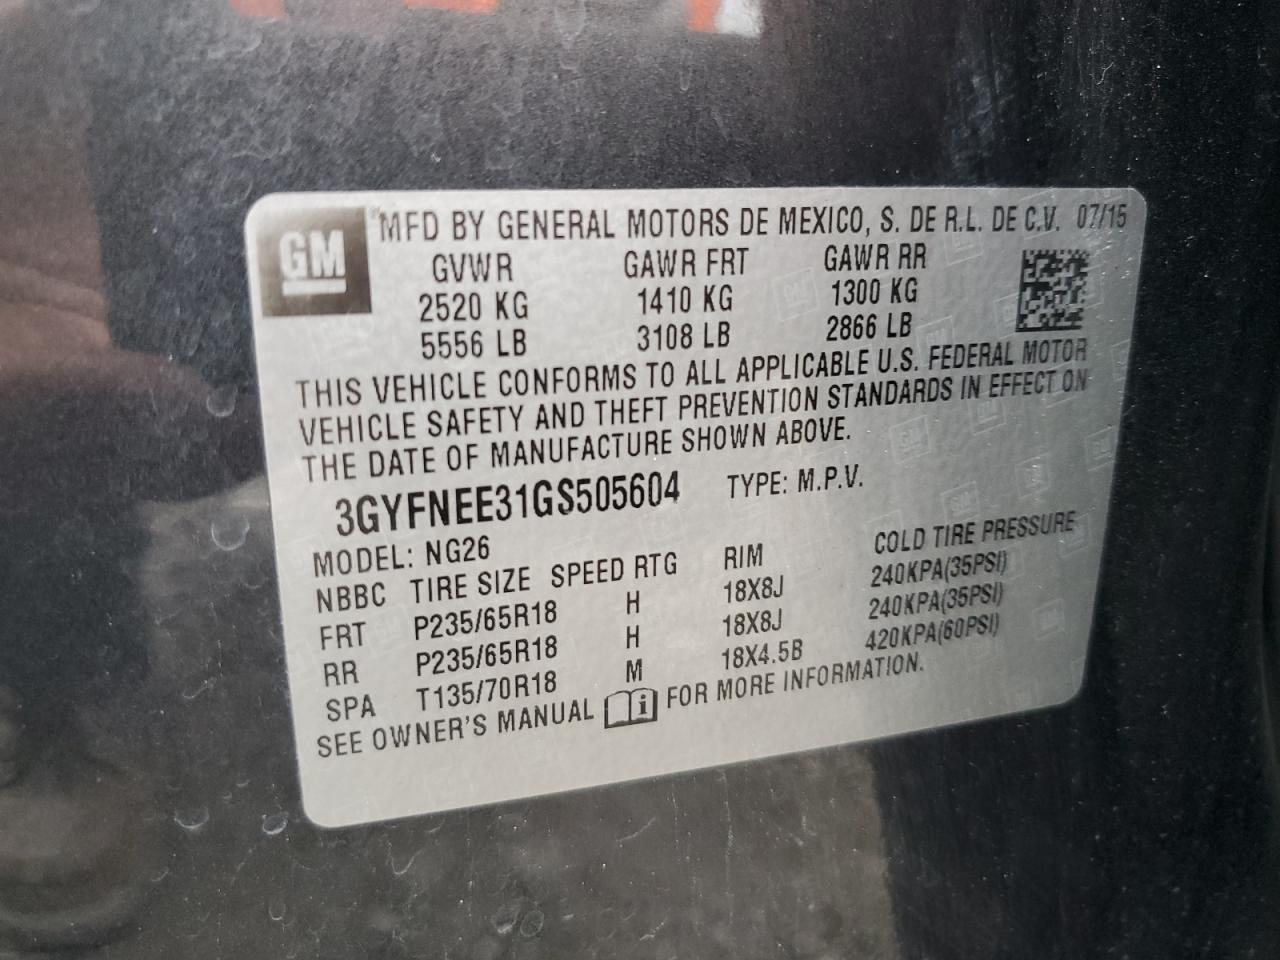 GM
MFD BY GENERAL MOTORS DE MEXICO, S. DE R.L. DE C.V. 07/15
GVWR GAWR FRT GAWR RR
2520 KG 1410 KG 1300 KG
5556 LB 3108 LB 2866 LB
THIS VEHICLE CONFORMS TO ALL APPLICABLE U.S. FEDERAL MOTOR
VEHICLE SAFETY AND THEFT PREVENTION STANDARDS IN EFFECT ON
THE DATE OF MANUFACTURE SHOWN ABOVE.
3GYFNEE31GS505604 TYPE: M.P.V.
MODEL: NG26
NBBC TIRE SIZE SPEED RTG RIM COLD TIRE PRESSURE
FRT P235/65R18 H 18X8J 240KPA(35PSI)
RR P235/65R18 H 18X8J 240KPA(35PSI)
SPA T135/70R18 M 18X4.5B 420KPA(60PSI)
SEE OWNER'S MANUAL i FOR MORE INFORMATION.